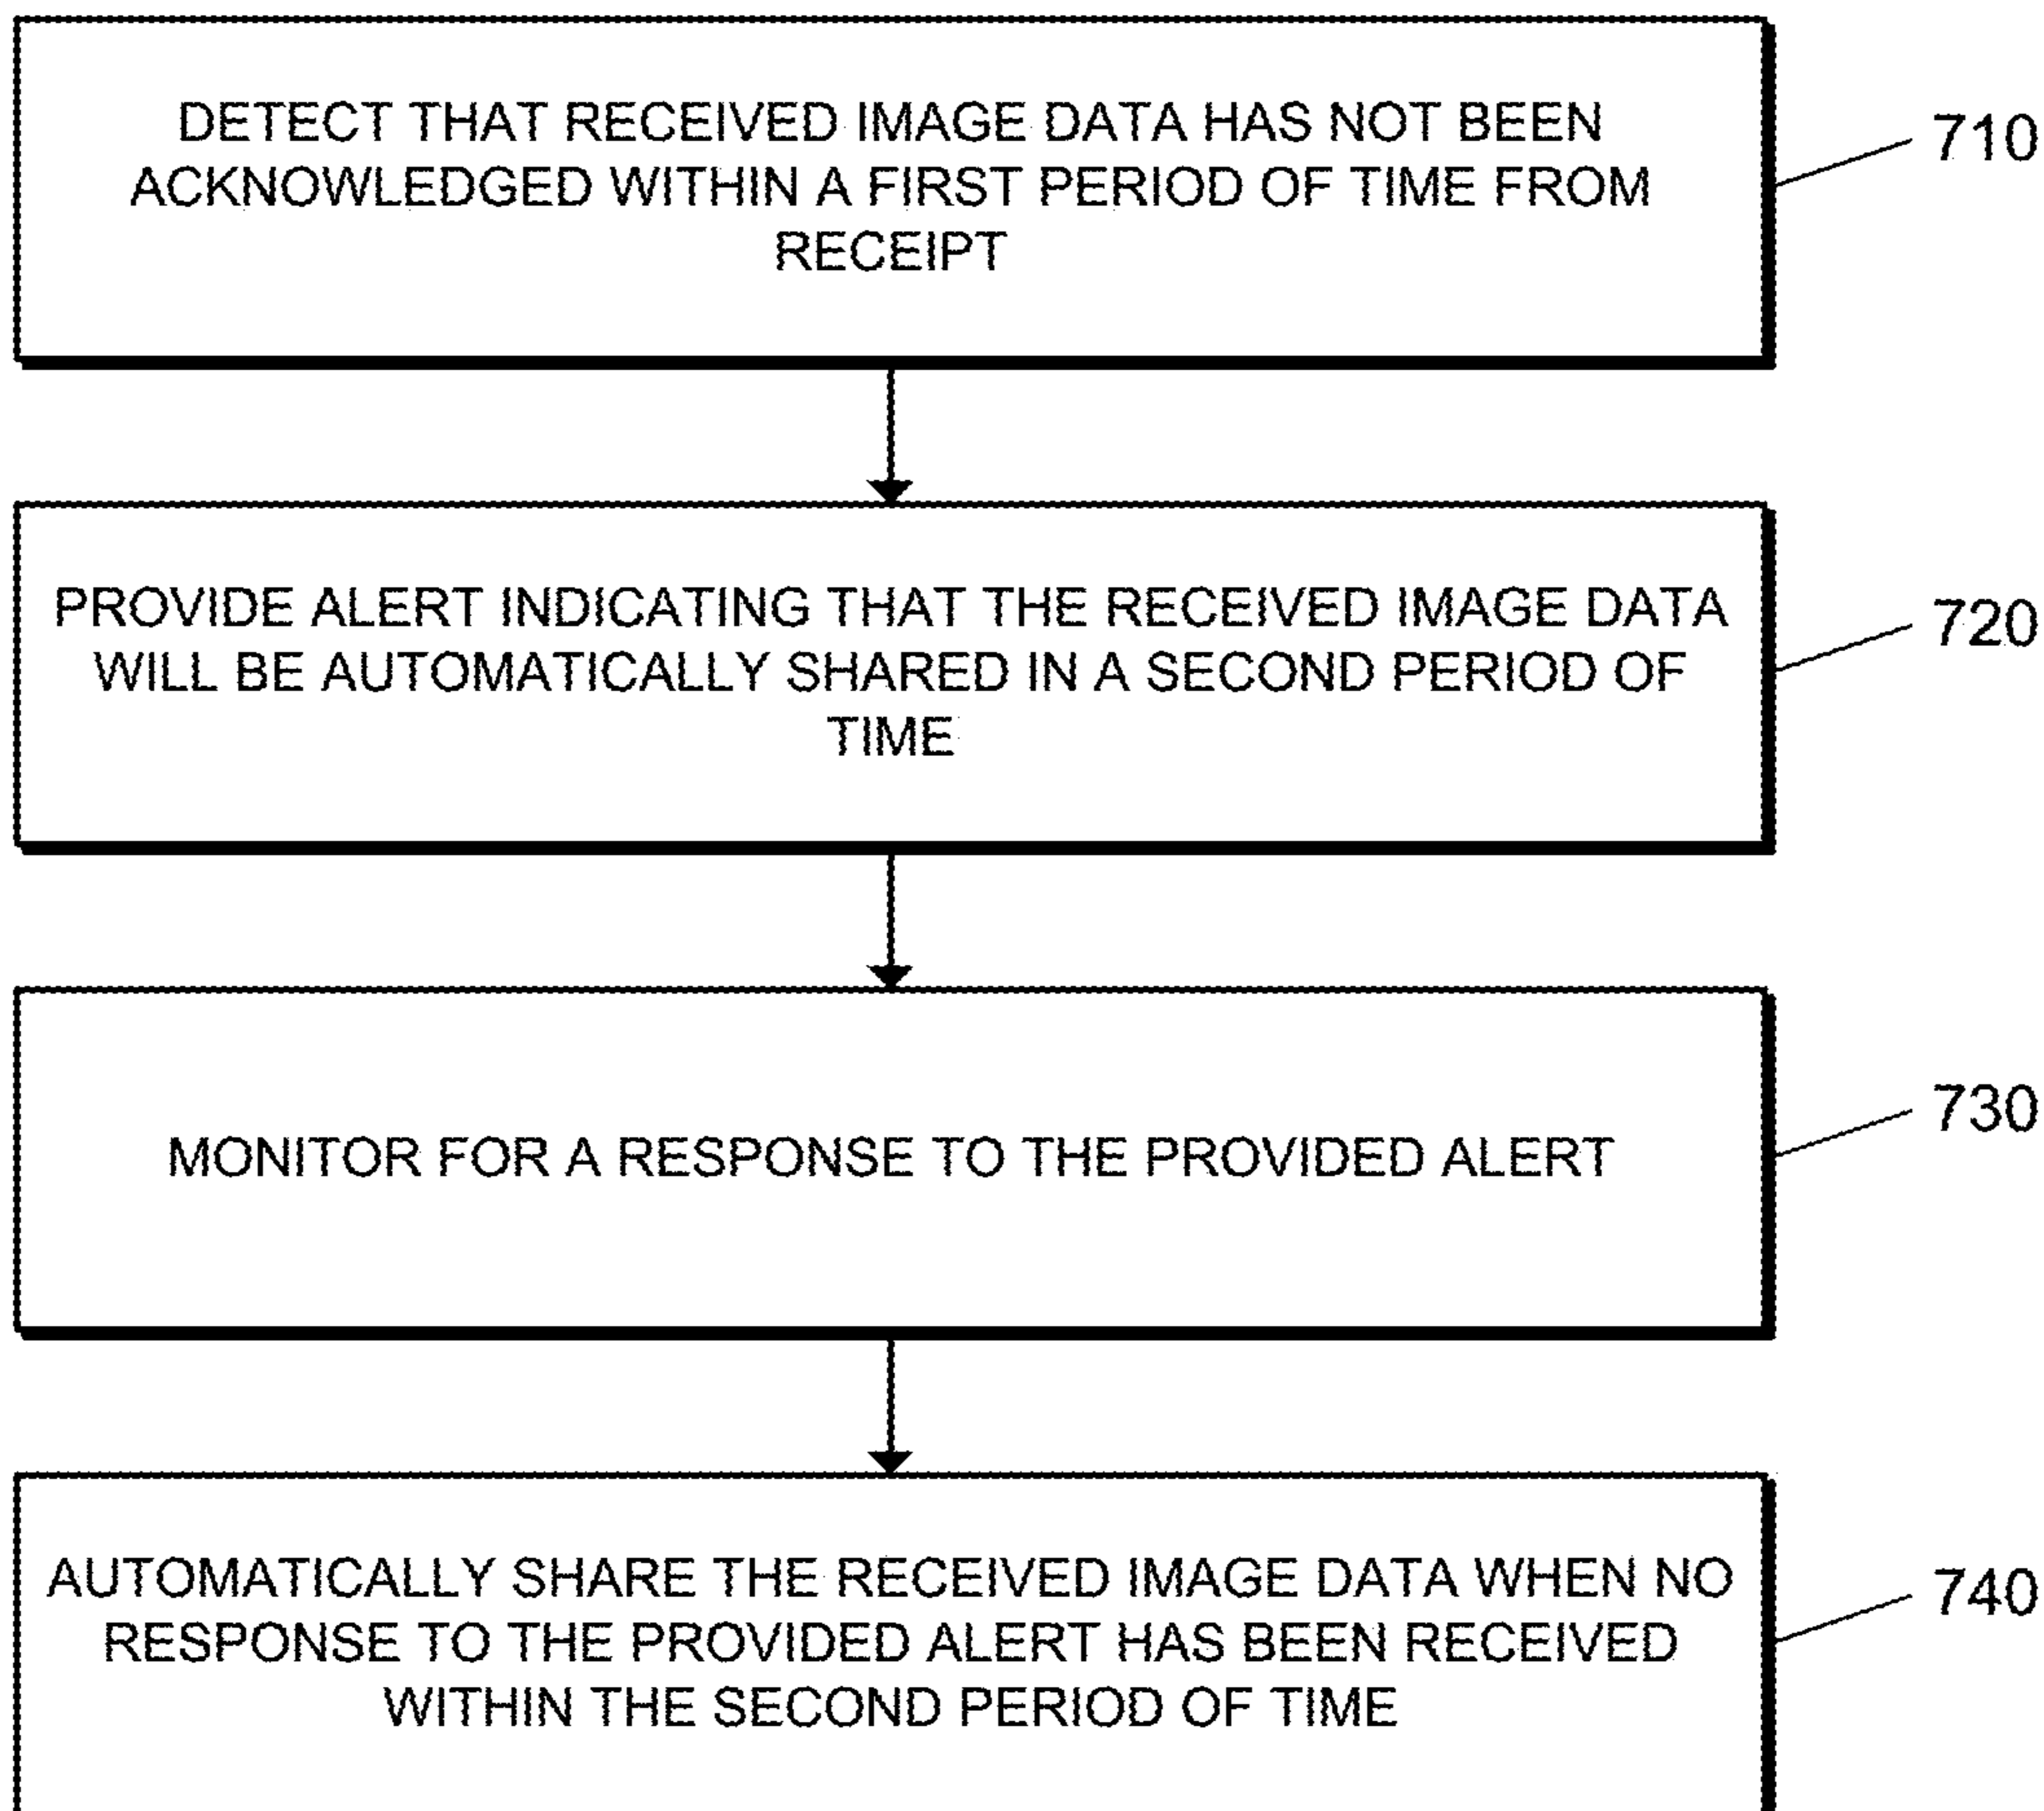 DETECT THAT RECEIVED IMAGE DATA HAS NOT BEEN
ACKNOWLEDGED WITHIN A FIRST PERIOD OF TIME FROM
RECEIPT
710
PROVIDE ALERT INDICATING THAT THE RECEIVED IMAGE DATA
WILL BE AUTOMATICALLY SHARED IN A SECOND PERIOD OF
TIME
720
MONITOR FOR A RESPONSE TO THE PROVIDED ALERT
730
AUTOMATICALLY SHARE THE RECEIVED IMAGE DATA WHEN NO
RESPONSE TO THE PROVIDED ALERT HAS BEEN RECEIVED
WITHIN THE SECOND PERIOD OF TIME
740